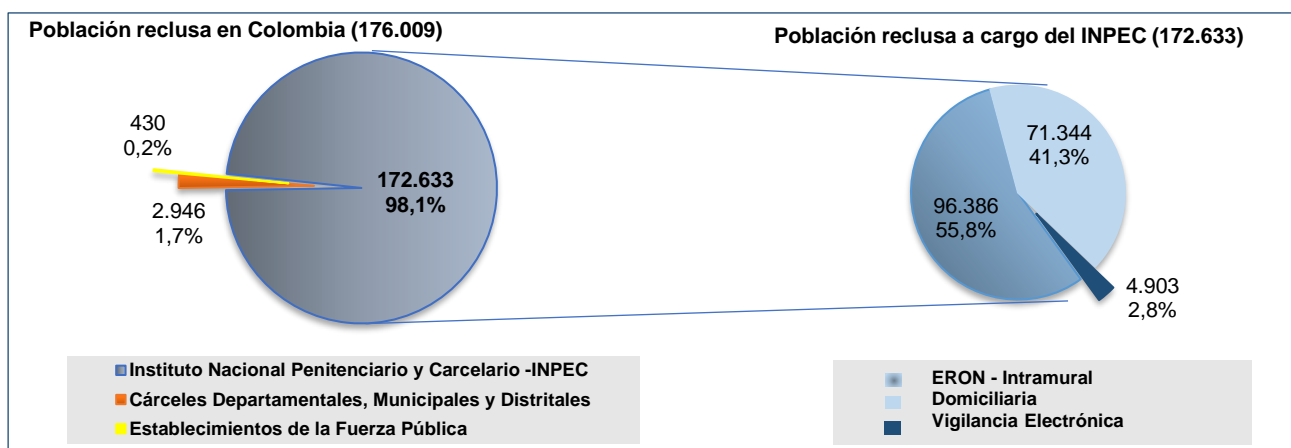 Población reclusa en Colombia (176.009)
430
0,2%
2.946
1,7%
172.633
98,1%
Instituto Nacional Penitenciario y Carcelario -INPEC
Cárceles Departamentales, Municipales y Distritales
Establecimientos de la Fuerza Pública
Población reclusa a cargo del INPEC (172.633)
71.344
41,3%
96.386
55,8%
4.903
2,8%
ERON - Intramural
Domiciliaria
Vigilancia Electrónica